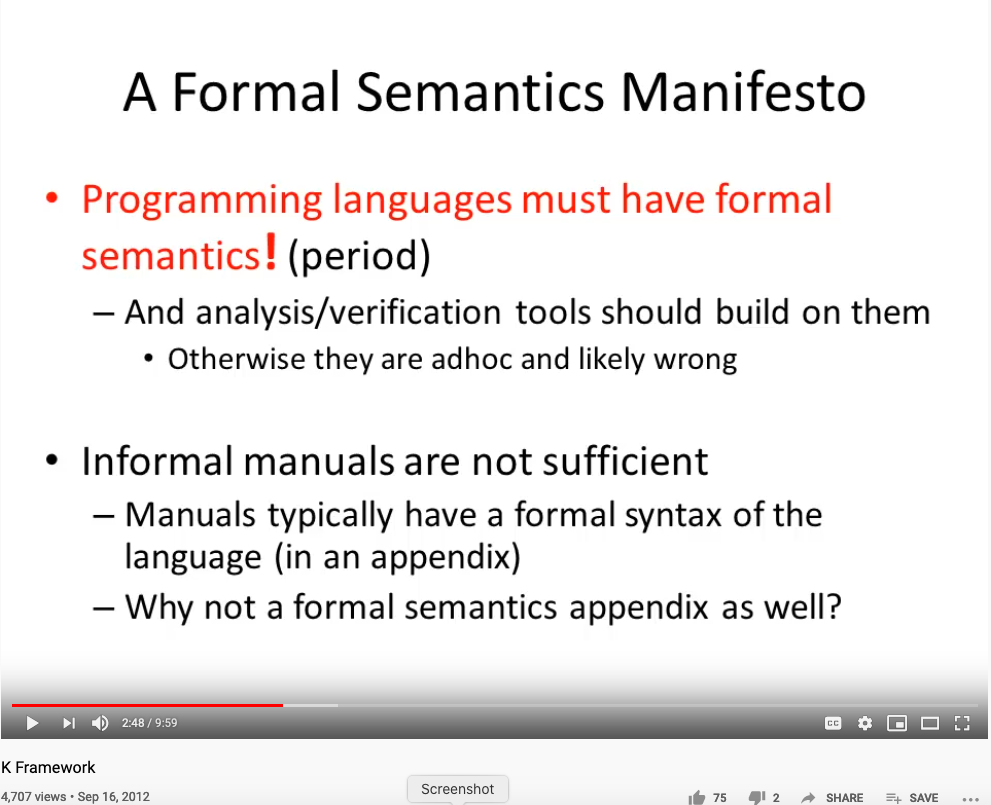 A Formal Semantics Manifesto
• Programming languages must have formal
semantics! (period)
– And analysis/verification tools should build on them
• Otherwise they are adhoc and likely wrong
• Informal manuals are not sufficient
– Manuals typically have a formal syntax of the
language (in an appendix)
– Why not a formal semantics appendix as well?
2:48 / 9:59
CC
K Framework
4,707 views • Sep 16, 2012
Screenshot
75
2
SHARE
SAVE